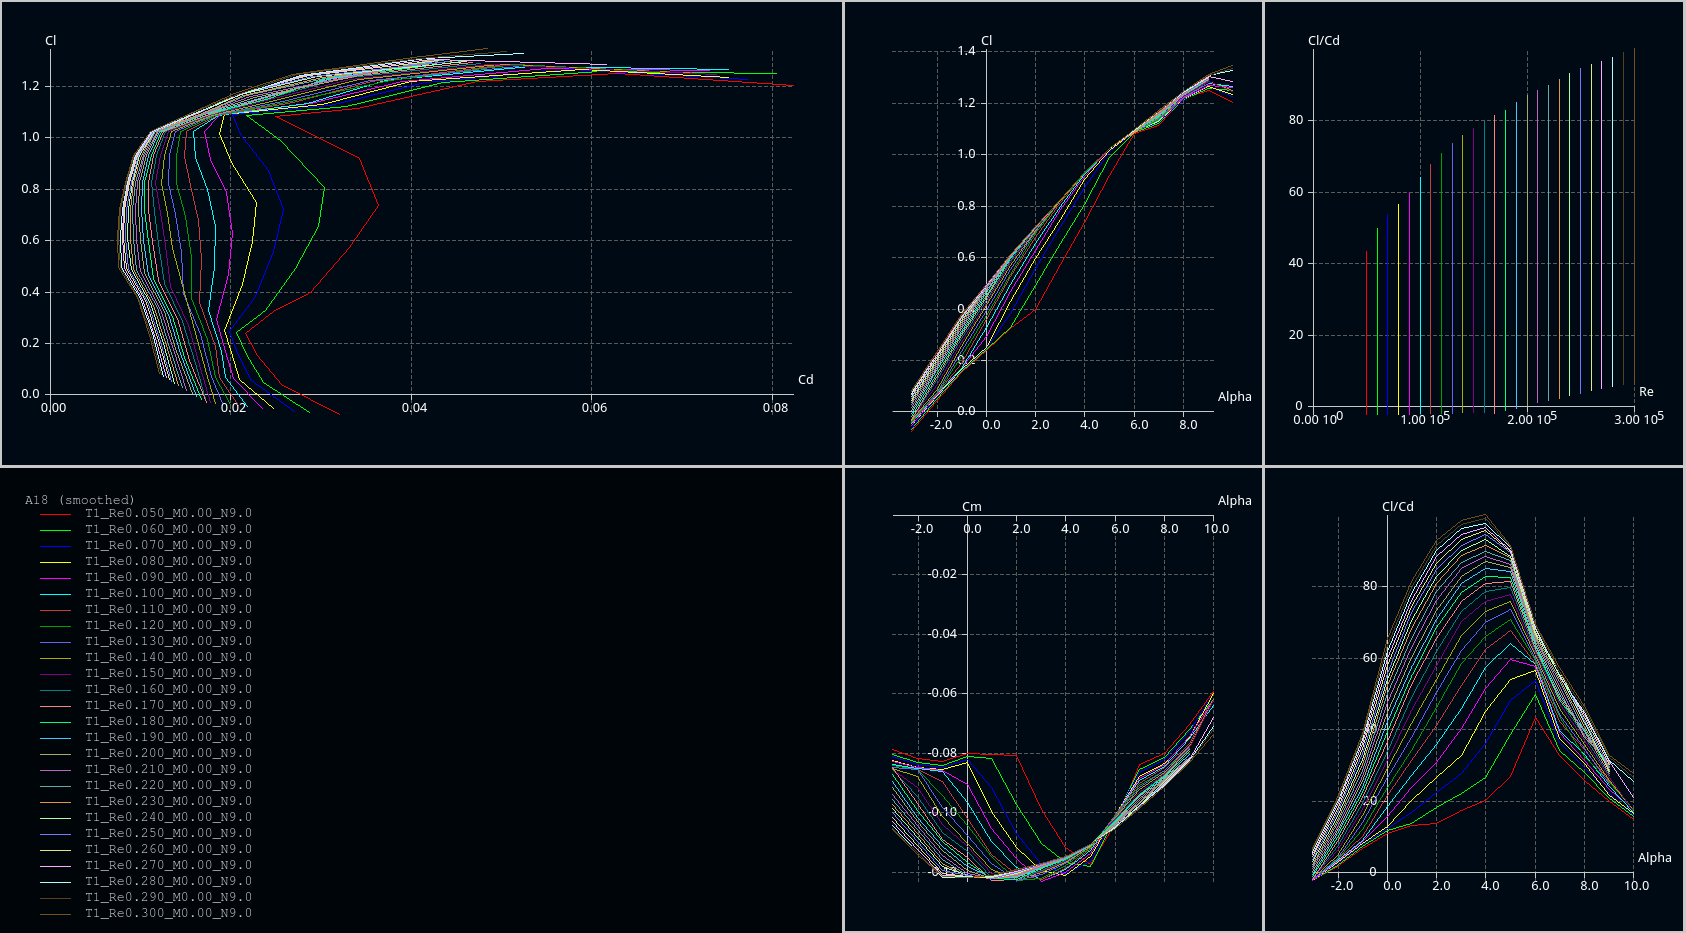 Cl
1.2
1.0
0.8
0.6
0.4
0.2
0.0
Cd
0.00
0.02
0.04
0.06
0.08
Cl
1.4
1.2
1.0
0.8
0.6
0.2
0.0
Alpha
-2.0
0.0
2.0
4.0
6.0
8.0
Cl/Cd
80
60
40
20
0
Re
0.00 10⁰
1.00 10⁵
2.00 10⁵
3.00 10⁵
A18 (smoothed)
T1_Re0.050_M0.00_N9.0
T1_Re0.060_M0.00_N9.0
T1_Re0.070_M0.00_N9.0
T1_Re0.080_M0.00_N9.0
T1_Re0.090_M0.00_N9.0
T1_Re0.100_M0.00_N9.0
T1_Re0.110_M0.00_N9.0
T1_Re0.120_M0.00_N9.0
T1_Re0.130_M0.00_N9.0
T1_Re0.140_M0.00_N9.0
T1_Re0.150_M0.00_N9.0
T1_Re0.160_M0.00_N9.0
T1_Re0.170_M0.00_N9.0
T1_Re0.180_M0.00_N9.0
T1_Re0.190_M0.00_N9.0
T1_Re0.200_M0.00_N9.0
T1_Re0.210_M0.00_N9.0
T1_Re0.220_M0.00_N9.0
T1_Re0.230_M0.00_N9.0
T1_Re0.240_M0.00_N9.0
T1_Re0.250_M0.00_N9.0
T1_Re0.260_M0.00_N9.0
T1_Re0.270_M0.00_N9.0
T1_Re0.280_M0.00_N9.0
T1_Re0.290_M0.00_N9.0
T1_Re0.300_M0.00_N9.0
Cm
Alpha
-2.0
0.0
2.0
4.0
6.0
8.0
10.0
-0.02
-0.04
-0.06
-0.08
-0.10
-0.12
Cl/Cd
80
60
20
0
Alpha
-2.0
0.0
2.0
4.0
6.0
8.0
10.0